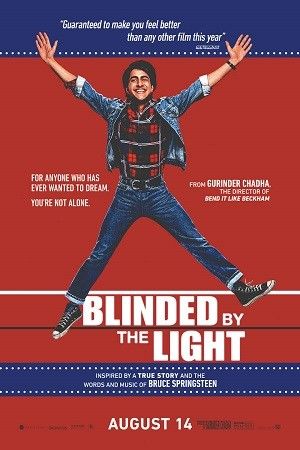 "Guaranteed to make you feel better
than any other film this year"
FOR ANYONE WHO HAS
EVER WANTED TO DREAM.
YOU'RE NOT ALONE.
FROM GURINDER CHADHA,
THE DIRECTOR OF
BEND IT LIKE BECKHAM
BLINDED BY
THE LIGHT
INSPIRED BY A TRUE STORY AND THE
WORDS AND MUSIC OF BRUCE SPRINGSTEEN
AUGUST 14